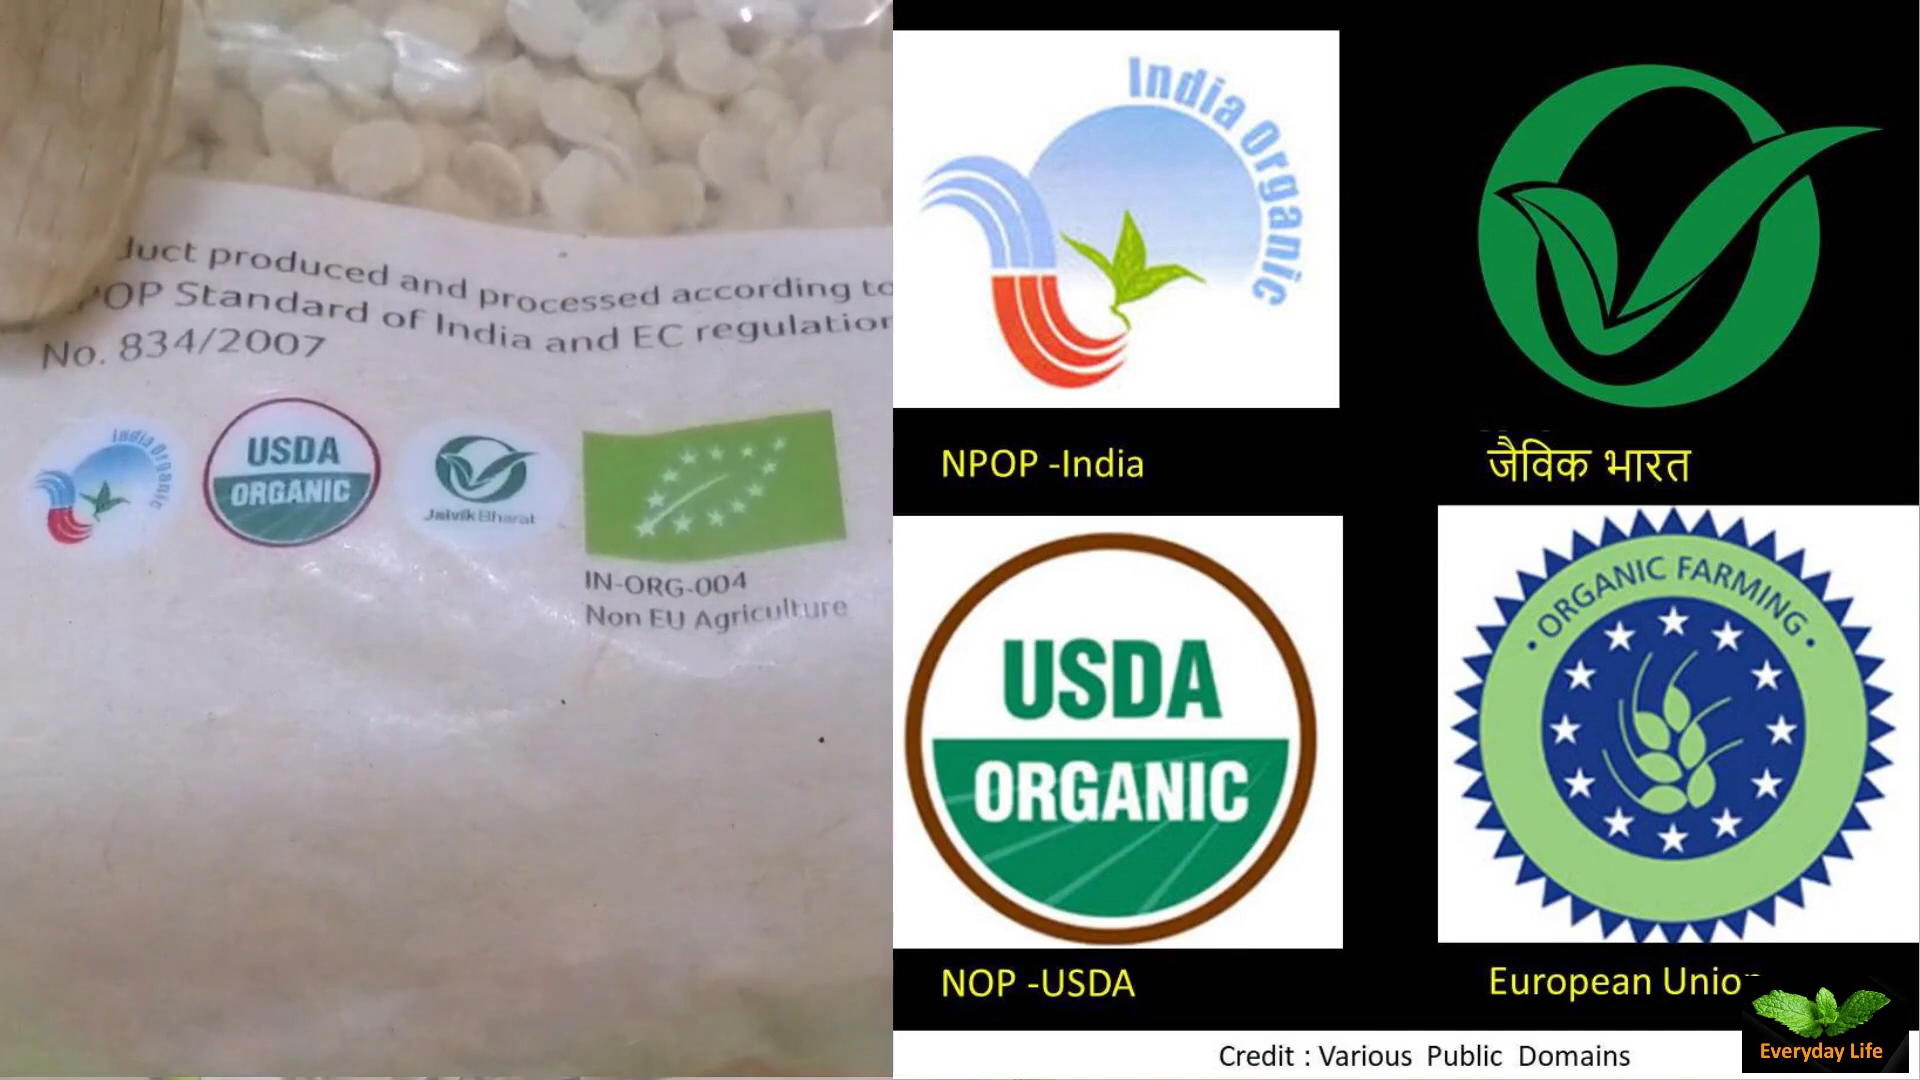 duct produced and processed according to
POP Standard of India and EC regulation
No. 834/2007
India Organic
USDA
ORGANIC
Jaivik Bharat
IN-ORG-004
Non EU Agriculture
India Organic
NPOP -India
जैविक भारत
USDA
ORGANIC
NOP -USDA
• ORGANIC FARMING •
European Union
Credit : Various Public Domains
Everyday Life